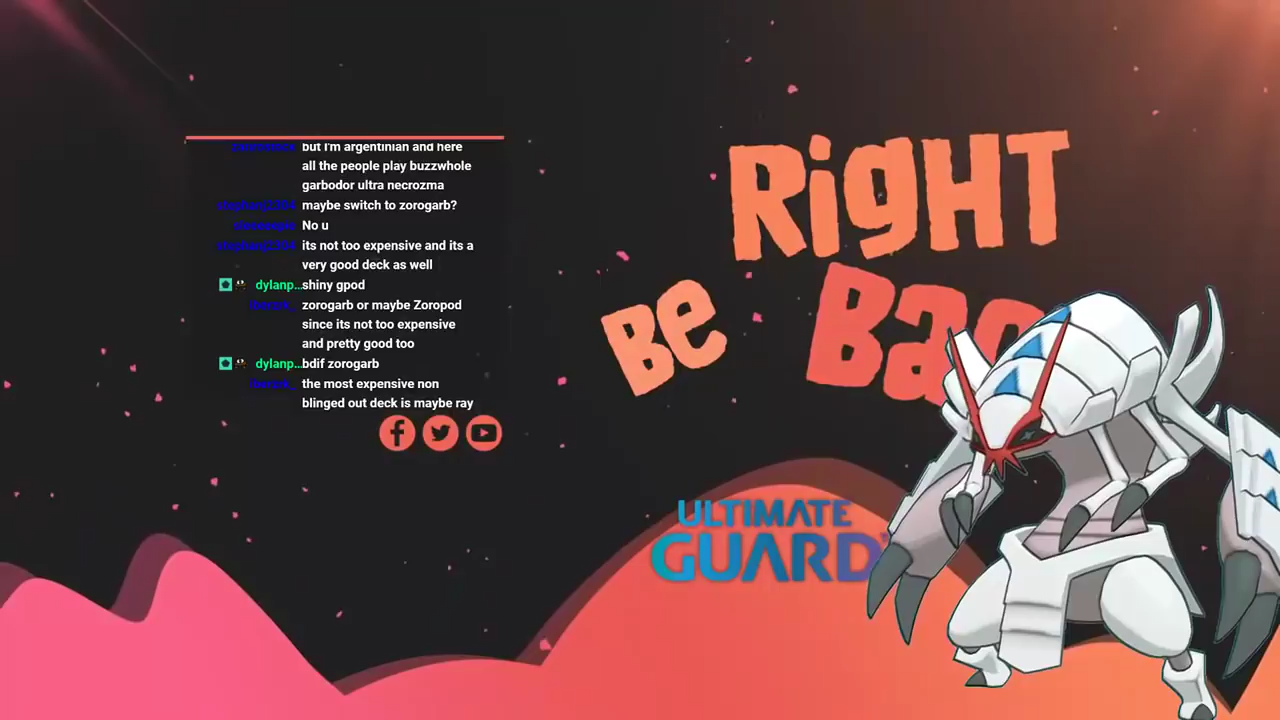 but I'm argentinian and here
all the people play buzzwhole
garbodor ultra necrozma
stephanj2304 maybe switch to zorogarb?
No u
stephanj2304 its not too expensive and its a
very good deck as well
dylanp... shiny gpod
zorogarb or maybe Zoropod
since its not too expensive
and pretty good too
dylanp... bdif zorogarb
the most expensive non
blinged out deck is maybe ray
RigHT
Be
ULTIMATE
GUARD